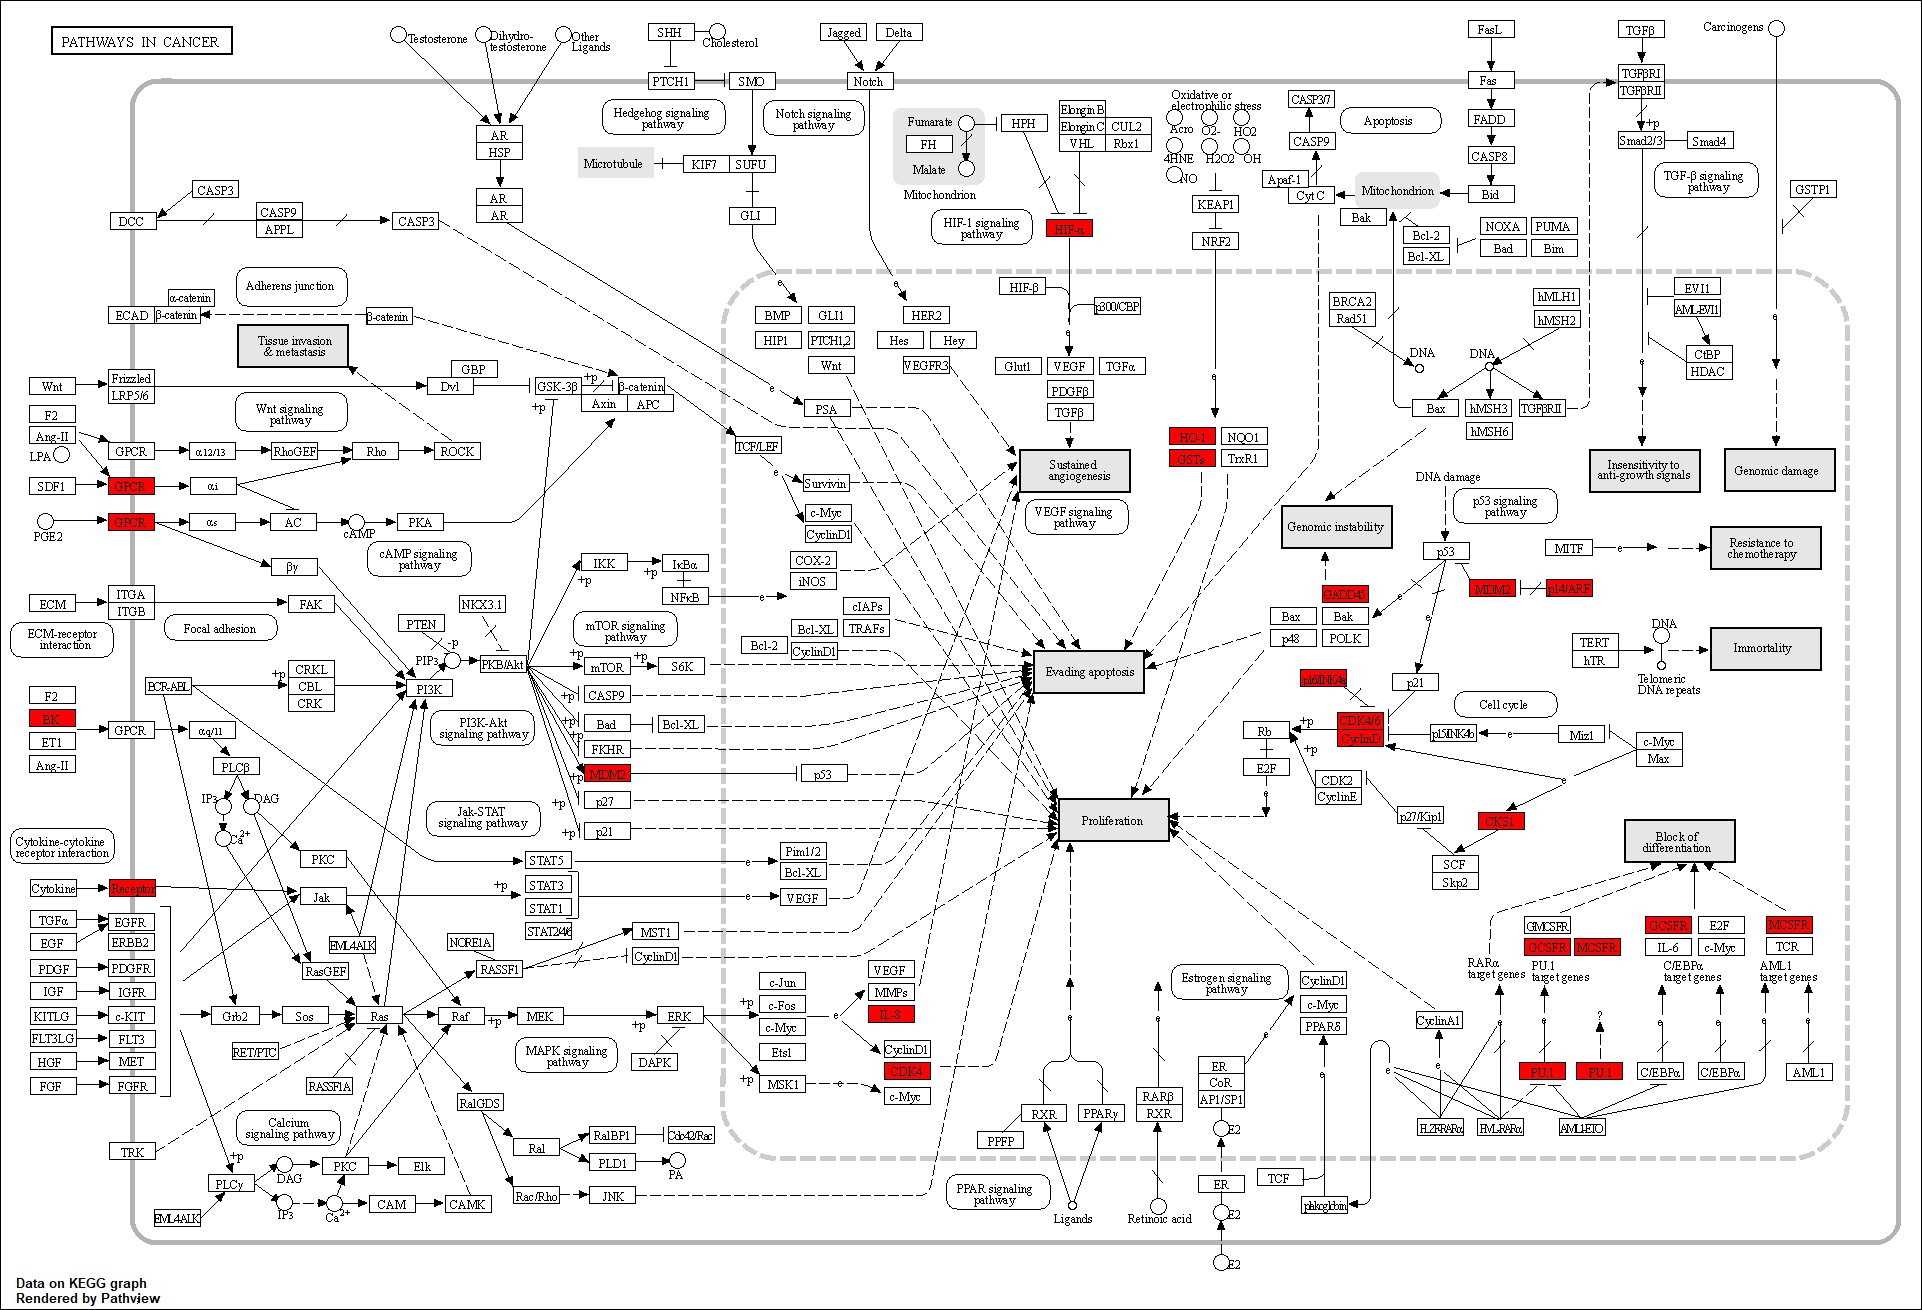 PATHWAYS IN CANCER
Testosterone
Dihydro-
testosterone
Other
Ligands
SHH
Cholesterol
PTCH1
SMO
Hedgehog signaling
pathway
Microtubule
KIF7
SUFU
GLI
Jagged
Delta
Notch
Notch signaling
pathway
Fumarate
FH
Malate
Mitochondrion
HPH
Elongin B
Elongin C
CUL2
VHL
Rbx1
HIF-1 signaling
pathway
HIF-α
Oxidative or
electrophilic stress
Acro
O2-
HO2
4HNE
H2O2
OH
NO
KEAP1
NRF2
CASP3/7
CASP9
Apaf-1
Cyt C
Apoptosis
Mitochondrion
Bak
Bcl-2
Bcl-XL
NOXA
PUMA
Bad
Bim
FasL
Fas
FADD
CASP8
Bid
TGFβ
TGFβRI
TGFβRII
+p
Smad2/3
Smad4
TGF-β signaling
pathway
Carcinogens
GSTP1
AR
HSP
AR
AR
CASP3
DCC
CASP9
APPL
CASP3
Adherens junction
α-catenin
ECAD
β-catenin
β-catenin
Tissue invasion
& metastasis
Wnt
Frizzled
LRP5/6
GBP
Dvl
GSK-3β
+p
β-catenin
+p
Axin
APC
Wnt signaling
pathway
F2
Ang-II
LPA
GPCR
α12/13
RhoGEF
Rho
ROCK
SDF1
GPCR
αi
PGE2
GPCR
αs
AC
cAMP
PKA
cAMP signaling
pathway
βγ
ECM
ITGA
ITGB
FAK
ECM-receptor
interaction
Focal adhesion
PTEN
NKX3.1
PIP3
-p
PKB/Akt
PI3K
PI3K-Akt
signaling pathway
BCR-ABL
+p
CRKL
CBL
CRK
F2
BK
ET1
Ang-II
GPCR
αq/11
PLCβ
IP3
DAG
Ca2+
PKC
Cytokine-cytokine
receptor interaction
Cytokine
Receptor
Jak
Jak-STAT
signaling pathway
+p
STAT5
STAT3
STAT1
STAT2/4/6
TGFα
EGF
EGFR
ERBB2
PDGF
PDGFR
IGF
IGFR
KITLG
c-KIT
FLT3LG
FLT3
HGF
MET
FGF
FGFR
EML4ALK
RasGEF
Grb2
Sos
Ras
Raf
+p
MEK
+p
ERK
+p
+p
RET/PTC
RASSF1A
NORE1A
RASSF1
MST1
CyclinD1
MAPK signaling
pathway
DAPK
Calcium
signaling pathway
TRK
+p
PLCγ
EML4ALK
DAG
IP3
PKC
Ca2+
Elk
CAM
CAMK
RalGDS
Ral
RalBP1
Cdc42/Rac
PLD1
PA
Rac/Rho
JNK
+p
IKK
+p
IκBα
NFκB
e
mTOR signaling
pathway
+p
mTOR
+p
S6K
+p
CASP9
+p
Bad
Bcl-XL
+p
FKHR
+p
MDM2
p53
+p
p27
+p
p21
e
BMP
GLI1
HIP1
PTCH1,2
Wnt
e
HER2
Hes
Hey
VEGFR3
e
PSA
TCF/LEF
e
Survivin
c-Myc
CyclinD1
COX-2
iNOS
cIAPs
TRAFs
Bcl-XL
Bcl-2
CyclinD1
HIF-β
p300/CBP
e
Glut1
VEGF
TGFα
PDGFβ
TGFβ
Sustained
angiogenesis
VEGF signaling
pathway
e
HO-1
NQO1
GSTs
TrxR1
Evading apoptosis
Proliferation
e
Pim1/2
Bcl-XL
e
VEGF
c-Jun
c-Fos
c-Myc
Ets1
MSK1
e
e
VEGF
MMPs
IL-8
CyclinD1
CDK4
c-Myc
BRCA2
Rad51
DNA
hMLH1
hMSH2
DNA
Bax
hMSH3
TGFβRII
hMSH6
EVI1
AML-EVI1
CtBP
HDAC
e
e
Insensitivity to
anti-growth signals
Genomic damage
DNA damage
p53 signaling
pathway
Genomic instability
p53
MITF
e
Resistance to
chemotherapy
GADD45
MDM2
p14/ARF
e
e
Bax
Bak
p48
POLK
TERT
hTR
DNA
Telomeric
DNA repeats
Immortality
p16/INK4a
p21
Cell cycle
Rb
+p
CDK4/6
CyclinD
p15/INK4b
e
Miz1
c-Myc
Max
E2F
e
+p
CDK2
CyclinE
p27/Kip1
e
CKS1
SCF
Skp2
Block of
differentiation
GMCSFR
GCSFR
MCSFR
GCSFR
E2F
IL-6
c-Myc
MCSFR
TCR
RARα
target genes
PU.1
target genes
C/EBPα
target genes
AML1
target genes
Estrogen signaling
pathway
CyclinD1
c-Myc
PPARδ
CyclinA1
e
e
e
?
e
e
e
PU.1
PU.1
C/EBPα
C/EBPα
AML1
e
PLZF-RARα
PML-RARα
AML1-ETO
e
RXR
PPARγ
PPFP
PPAR signaling
pathway
Ligands
e
RARβ
RXR
Retinoic acid
ER
CoR
AP1/SP1
e
E2
ER
E2
E2
TCF
e
plakoglobin
Data on KEGG graph
Rendered by Pathview